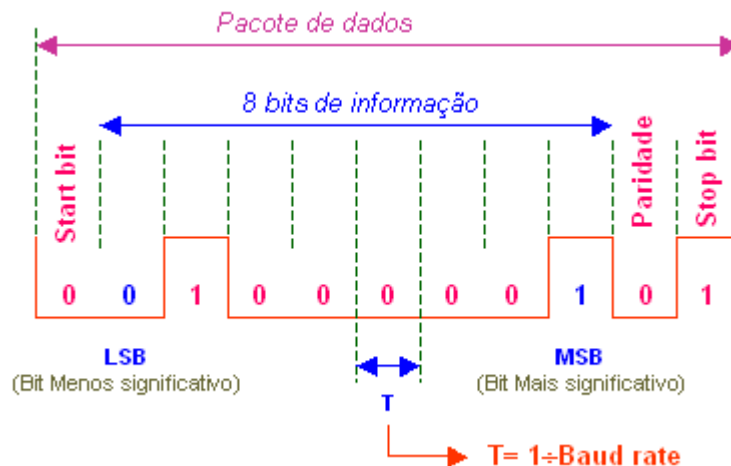 Pacote de dados
8 bits de informação
Start bit
Paridade
Stop bit
0 0 1 0 0 0 0 0 1 0 1
LSB
(Bit Menos significativo)
MSB
(Bit Mais significativo)
T
T= 1÷Baud rate